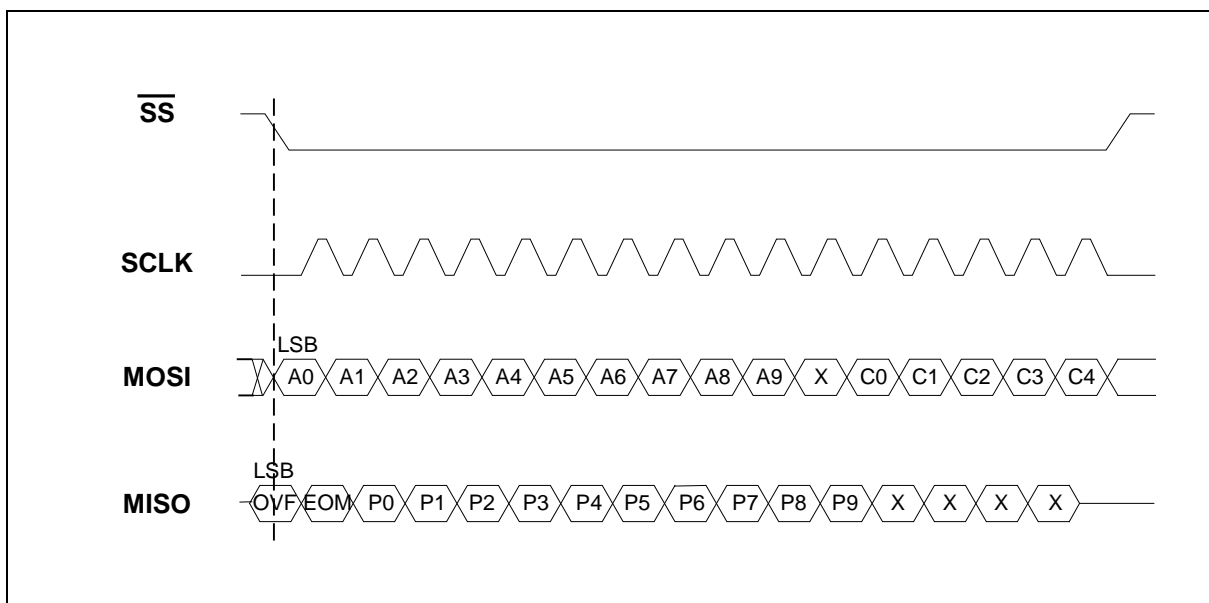 SS
SCLK
LSB
MOSI A0 A1 A2 A3 A4 A5 A6 A7 A8 A9 X C0 C1 C2 C3 C4
LSB
MISO OVF EOM P0 P1 P2 P3 P4 P5 P6 P7 P8 P9 X X X X